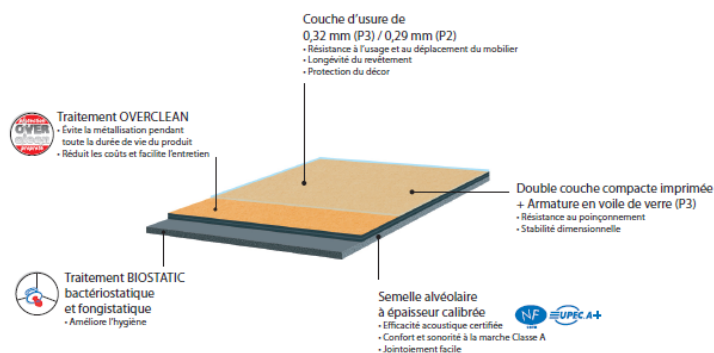 Couche d'usure de
0,32 mm (P3) / 0,29 mm (P2)
• Résistance à l'usage et au déplacement du mobilier
• Longévité du revêtement
• Protection du décor
Traitement OVERCLEAN
• Évite la métallisation pendant
toute la durée de vie du produit
• Réduit les coûts et facilite l'entretien
OVER
clean
Double couche compacte imprimée
+ Armature en voile de verre (P3)
• Résistance au poinçonnement
• Stabilité dimensionnelle
Traitement BIOSTATIC
bactériostatique
et fongistatique
• Améliore l'hygiène
Semelle alvéolaire
à épaisseur calibrée
• Efficacité acoustique certifiée
• Confort et sonorité à la marche Classe A
• Jointoiement facile
NF
UPEC.A+